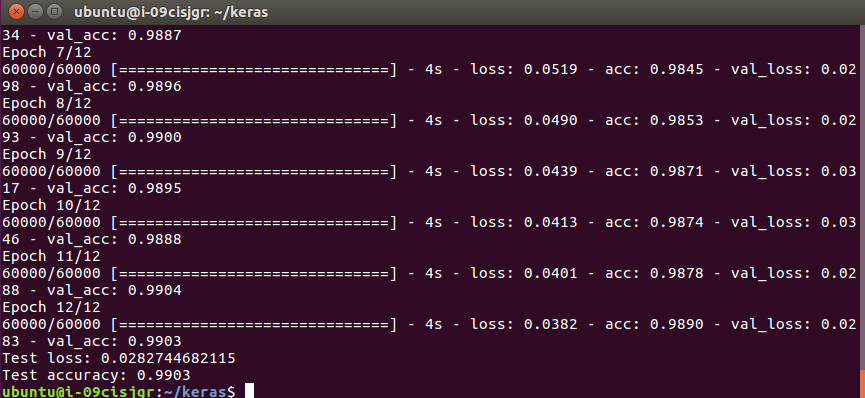 ubuntu@i-09cisjgr: ~/keras
34 - val_acc: 0.9887
Epoch 7/12
60000/60000 [==============================] - 4s - loss: 0.0519 - acc: 0.9845 - val_loss: 0.02
98 - val_acc: 0.9896
Epoch 8/12
60000/60000 [==============================] - 4s - loss: 0.0490 - acc: 0.9853 - val_loss: 0.02
93 - val_acc: 0.9900
Epoch 9/12
60000/60000 [==============================] - 4s - loss: 0.0439 - acc: 0.9871 - val_loss: 0.03
17 - val_acc: 0.9895
Epoch 10/12
60000/60000 [==============================] - 4s - loss: 0.0413 - acc: 0.9874 - val_loss: 0.03
46 - val_acc: 0.9888
Epoch 11/12
60000/60000 [==============================] - 4s - loss: 0.0401 - acc: 0.9878 - val_loss: 0.02
88 - val_acc: 0.9904
Epoch 12/12
60000/60000 [==============================] - 4s - loss: 0.0382 - acc: 0.9890 - val_loss: 0.02
83 - val_acc: 0.9903
Test loss: 0.0282744682115
Test accuracy: 0.9903
ubuntu@i-09cisjgr:~/keras$